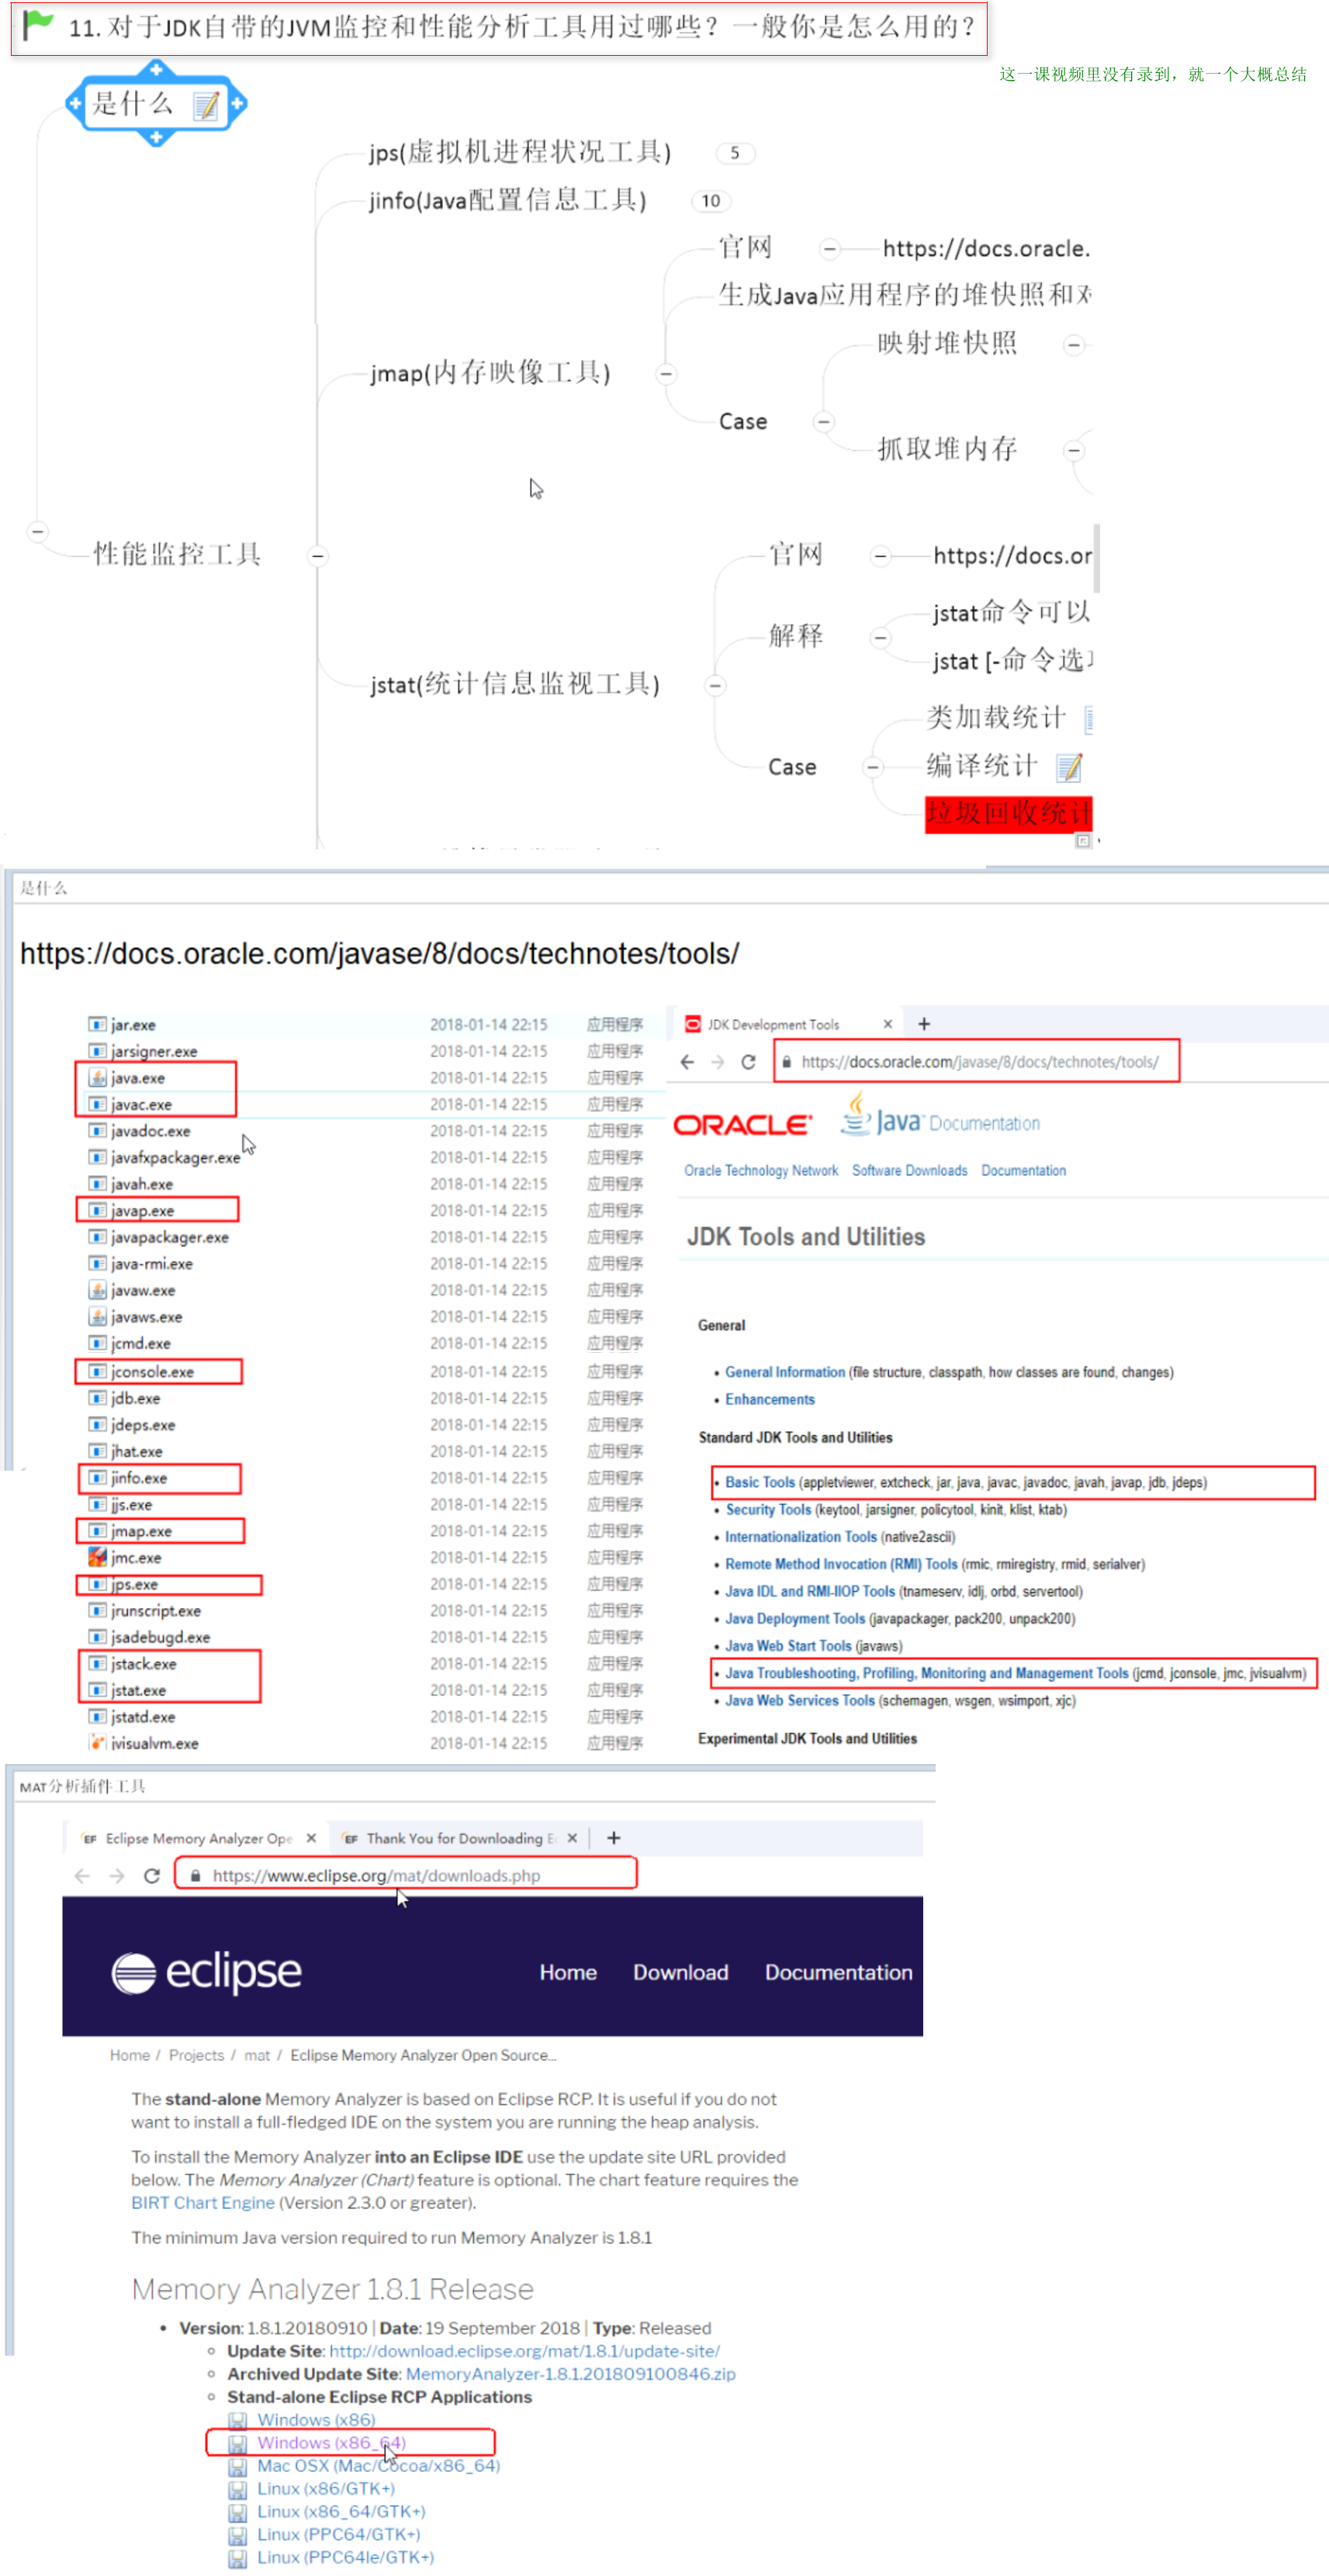 11. 对于JDK自带的JVM监控和性能分析工具用过哪些？一般你是怎么用的？
这一课视频里没有录到，就一个大概总结
是什么
jps(虚拟机进程状况工具) 5
jinfo(Java配置信息工具) 10
官网 https://docs.oracle.
生成Java应用程序的堆快照和
映射堆快照
jmap(内存映像工具)
Case
抓取堆内存
性能监控工具
官网 https://docs.or
jstat命令可以
解释
jstat [-命令选
jstat(统计信息监视工具)
类加载统计
Case
编译统计
垃圾回收统计
是什么
https://docs.oracle.com/javase/8/docs/technotes/tools/
jar.exe 2018-01-14 22:15 应用程序
jarsigner.exe 2018-01-14 22:15 应用程序
java.exe 2018-01-14 22:15 应用程序
javac.exe 2018-01-14 22:15 应用程序
javadoc.exe 2018-01-14 22:15 应用程序
javafxpackager.exe 2018-01-14 22:15 应用程序
javah.exe 2018-01-14 22:15 应用程序
javap.exe 2018-01-14 22:15 应用程序
javapackager.exe 2018-01-14 22:15 应用程序
java-rmi.exe 2018-01-14 22:15 应用程序
javaw.exe 2018-01-14 22:15 应用程序
javaws.exe 2018-01-14 22:15 应用程序
jcmd.exe 2018-01-14 22:15 应用程序
jconsole.exe 2018-01-14 22:15 应用程序
jdb.exe 2018-01-14 22:15 应用程序
jdeps.exe 2018-01-14 22:15 应用程序
jhat.exe 2018-01-14 22:15 应用程序
jinfo.exe 2018-01-14 22:15 应用程序
jjs.exe 2018-01-14 22:15 应用程序
jmap.exe 2018-01-14 22:15 应用程序
jmc.exe 2018-01-14 22:15 应用程序
jps.exe 2018-01-14 22:15 应用程序
jrunscript.exe 2018-01-14 22:15 应用程序
jsadebugd.exe 2018-01-14 22:15 应用程序
jstack.exe 2018-01-14 22:15 应用程序
jstat.exe 2018-01-14 22:15 应用程序
jstatd.exe 2018-01-14 22:15 应用程序
jvisualvm.exe 2018-01-14 22:15 应用程序
JDK Development Tools
https://docs.oracle.com/javase/8/docs/technotes/tools/
ORACLE Java Documentation
Oracle Technology Network Software Downloads Documentation
JDK Tools and Utilities
General
• General Information (file structure, classpath, how classes are found, changes)
• Enhancements
Standard JDK Tools and Utilities
• Basic Tools (appletviewer, extcheck, jar, java, javac, javadoc, javah, javap, jdb, jdeps)
• Security Tools (keytool, jarsigner, policytool, kinit, klist, ktab)
• Internationalization Tools (native2ascii)
• Remote Method Invocation (RMI) Tools (rmic, rmiregistry, rmid, serialver)
• Java IDL and RMI-IIOP Tools (tnameserv, idlj, orbd, servertool)
• Java Deployment Tools (javapackager, pack200, unpack200)
• Java Web Start Tools (javaws)
• Java Troubleshooting, Profiling, Monitoring and Management Tools (jcmd, jconsole, jmc, jvisualvm)
• Java Web Services Tools (schemagen, wsgen, wsimport, xjc)
Experimental JDK Tools and Utilities
MAT分析插件工具
Eclipse Memory Analyzer Ope
Thank You for Downloading E
https://www.eclipse.org/mat/downloads.php
eclipse Home Download Documentation
Home / Projects / mat / Eclipse Memory Analyzer Open Source...
The stand-alone Memory Analyzer is based on Eclipse RCP. It is useful if you do not
want to install a full-fledged IDE on the system you are running the heap analysis.
To install the Memory Analyzer into an Eclipse IDE use the update site URL provided
below. The Memory Analyzer (Chart) feature is optional. The chart feature requires the
BIRT Chart Engine (Version 2.3.0 or greater).
The minimum Java version required to run Memory Analyzer is 1.8.1
Memory Analyzer 1.8.1 Release
• Version: 1.8.1.20180910 | Date: 19 September 2018 | Type: Released
Update Site: http://download.eclipse.org/mat/1.8.1/update-site/
Archived Update Site: MemoryAnalyzer-1.8.1.201809100846.zip
Stand-alone Eclipse RCP Applications
Windows (x86)
Windows (x86_64)
Mac OSX (Mac/Cocoa/x86_64)
Linux (x86/GTK+)
Linux (x86_64/GTK+)
Linux (PPC64/GTK+)
Linux (PPC64le/GTK+)